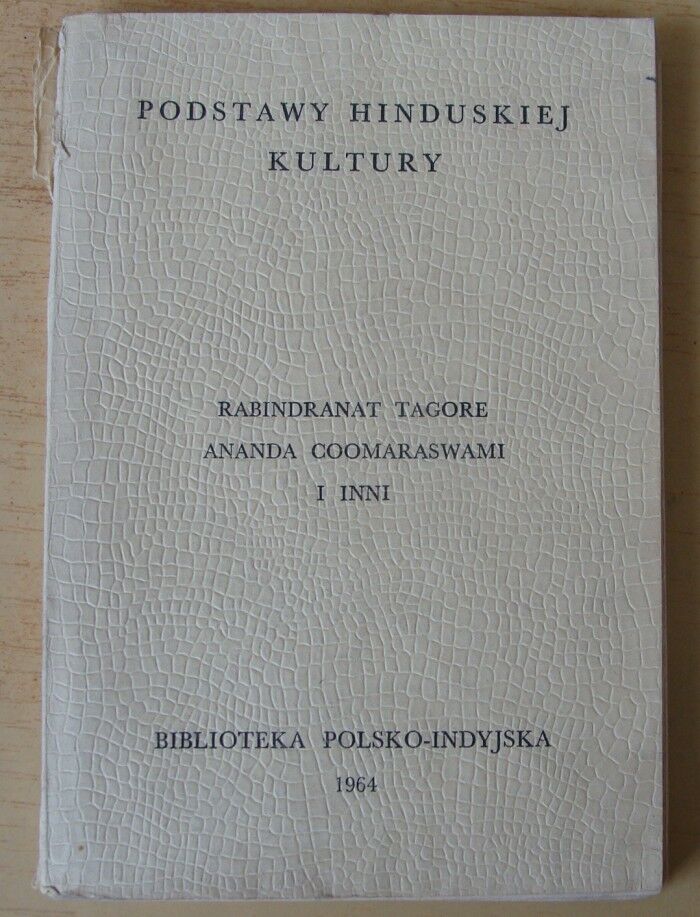 PODSTAWY HINDUSKIEJ
KULTURY
RABINDRANAT TAGORE
ANANDA COOMARASWAMI
I INNI
BIBLIOTEKA POLSKO-INDYJSKA
1964